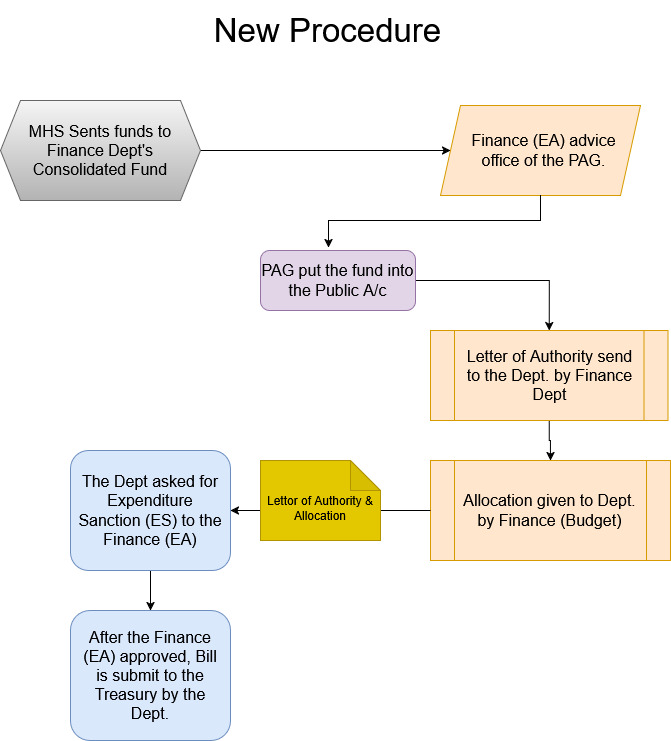 New Procedure
MHS Sents funds to
Finance Dept's
Consolidated Fund
Finance (EA) advice
office of the PAG.
PAG put the fund into
the Public A/c
Letter of Authority send
to the Dept. by Finance
Dept
Allocation given to Dept.
by Finance (Budget)
Lettor of Authority &
Allocation
The Dept asked for
Expenditure
Sanction (ES) to the
Finance (EA)
After the Finance
(EA) approved, Bill
is submit to the
Treasury by the
Dept.